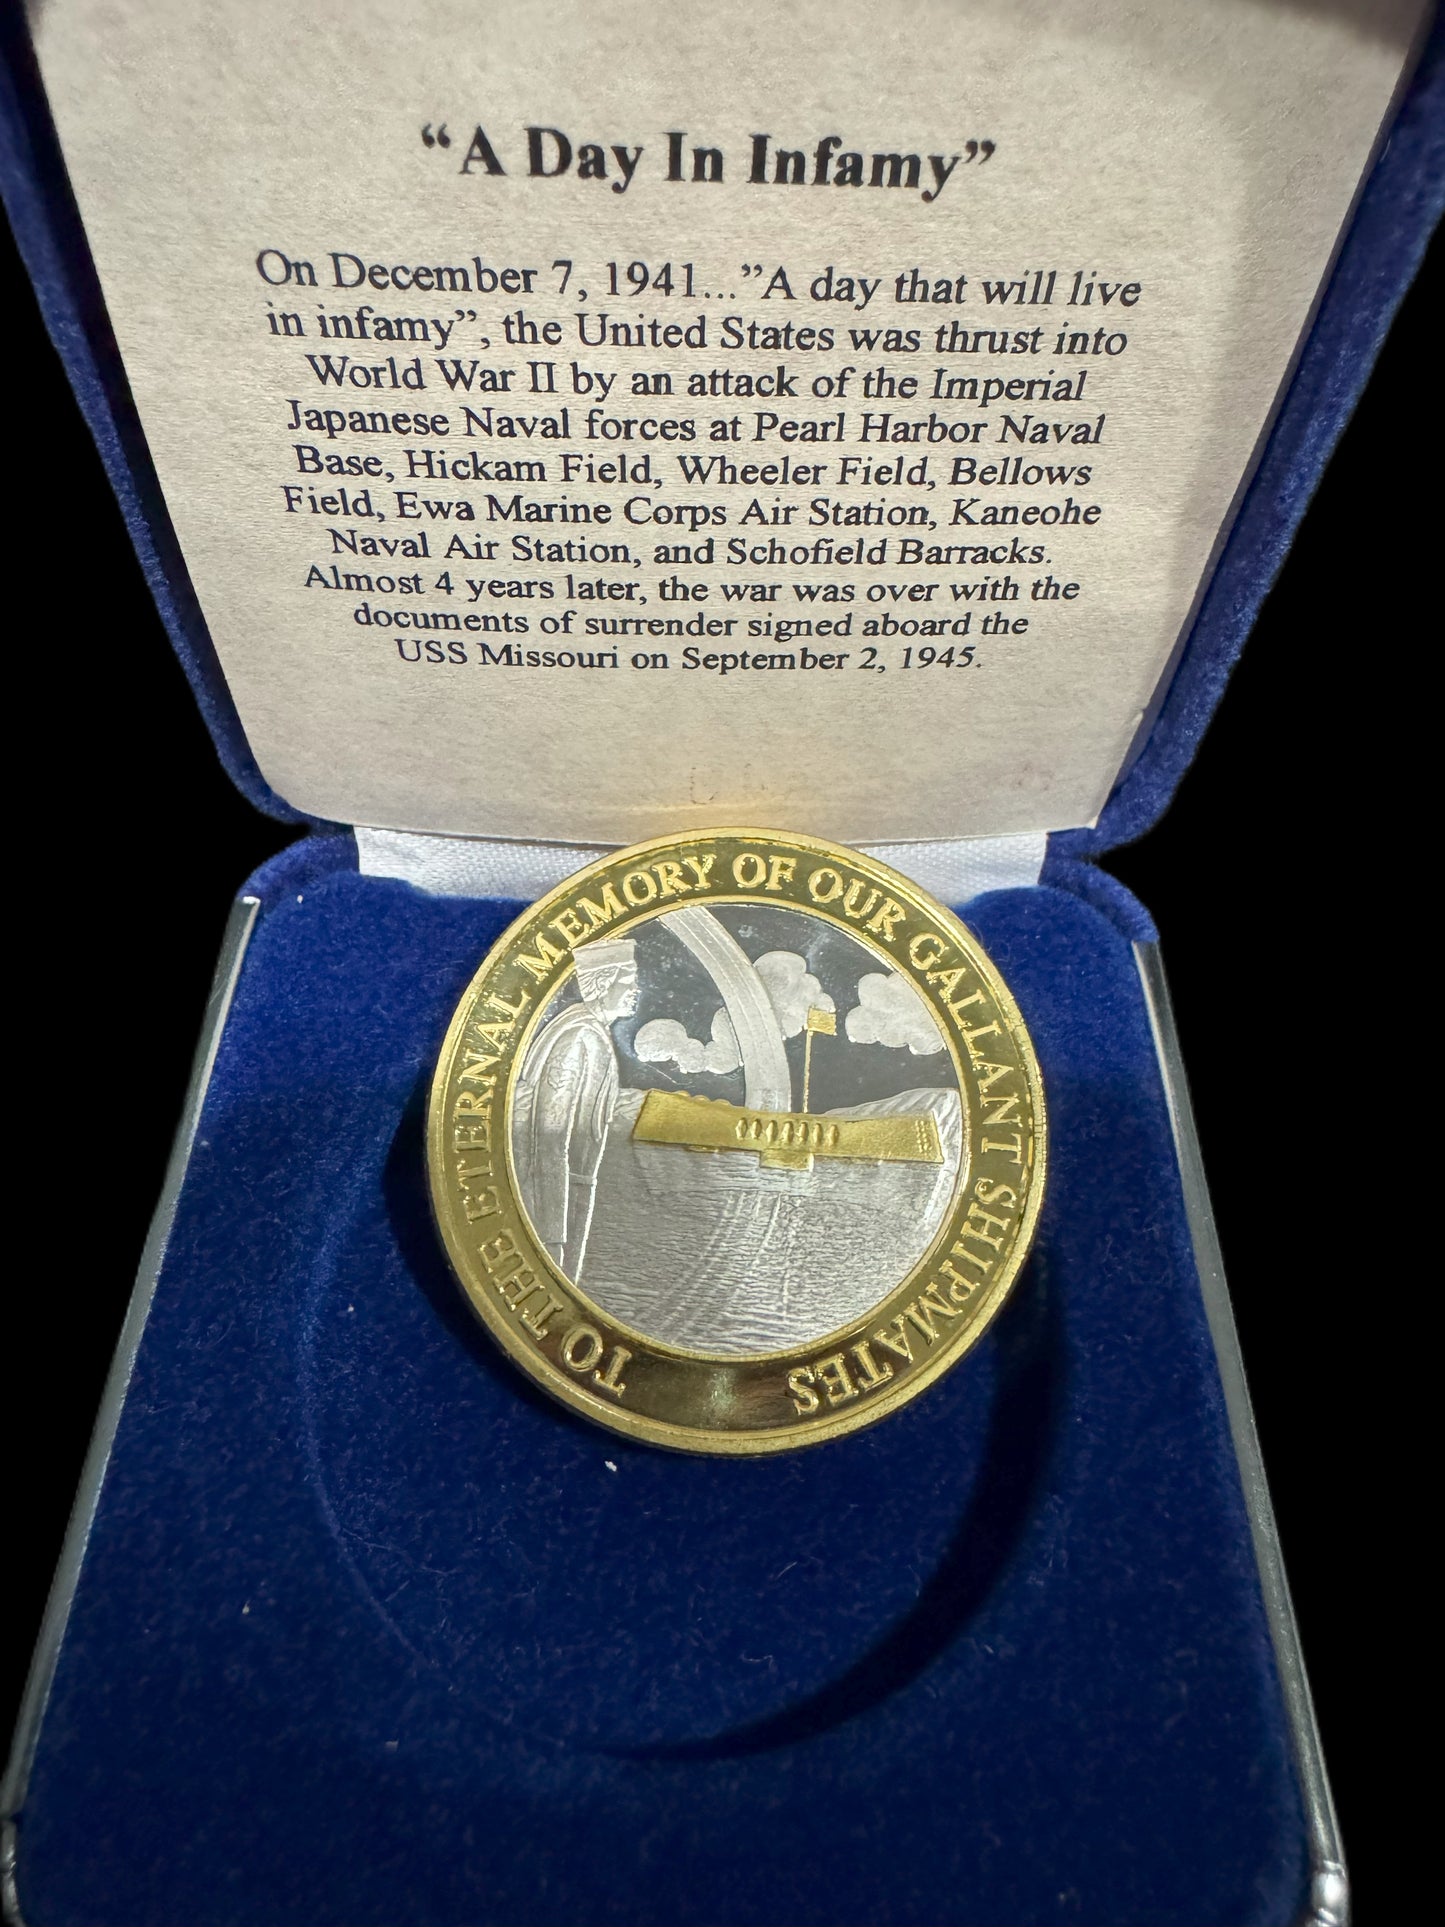 “A Day In Infamy”
On December 7, 1941...”A day that will live
in infamy”, the United States was thrust into
World War II by an attack of the Imperial
Japanese Naval forces at Pearl Harbor Naval
Base, Hickam Field, Wheeler Field, Bellows
Field, Ewa Marine Corps Air Station, Kaneohe
Naval Air Station, and Schofield Barracks.
Almost 4 years later, the war was over with the
documents of surrender signed aboard the
USS Missouri on September 2, 1945.
TO THE ETERNAL MEMORY OF OUR GALLANT SHIPMATES